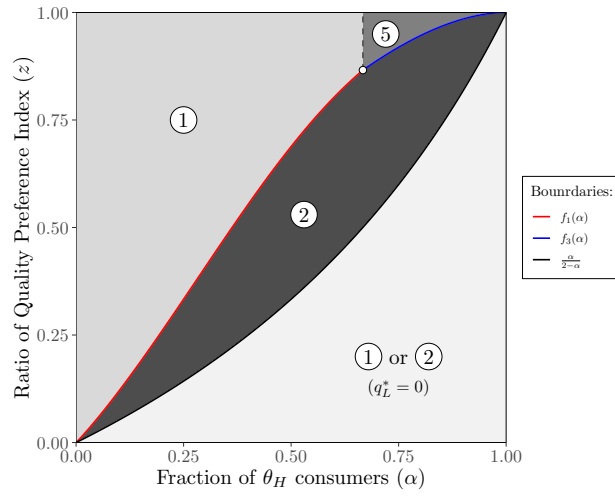 1.00
0.75
0.50
0.25
0.00
Ratio of Quality Preference Index (z)
5
1
2
1 or 2
(q*_L = 0)
0.00 0.25 0.50 0.75 1.00
Fraction of θ_H consumers (α)
Bounrdaries:
f₁(α)
f₃(α)
α/(2−α)